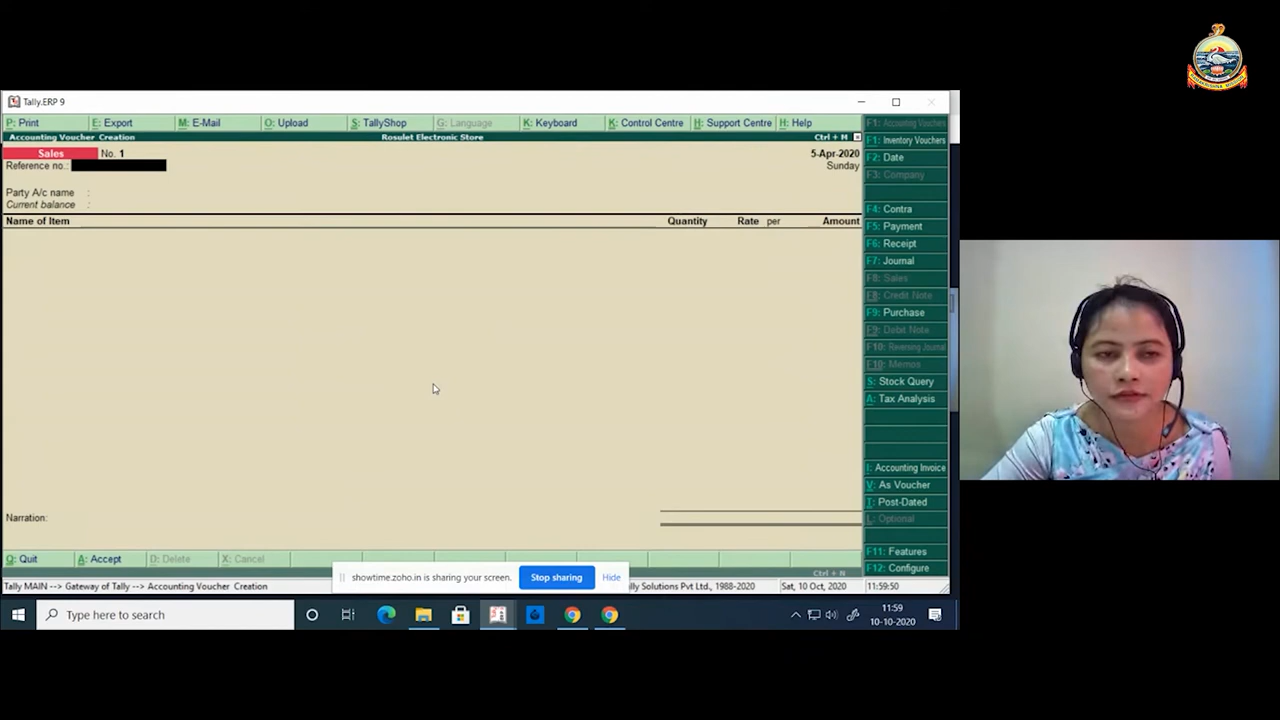 Tally.ERP 9
P: Print E: Export M: E-Mail O: Upload S: TallyShop G: Language K: Keyboard K: Control Centre H: Support Centre H: Help
Accounting Voucher Creation Rosulet Electronic Store Ctrl + M
Sales No. 1 5-Apr-2020
Reference no.: Sunday
Party A/c name :
Current balance :
Name of Item Quantity Rate per Amount
Narration:
F1: Accounting Vouchers
F1: Inventory Vouchers
F2: Date
F3: Company
F4: Contra
F5: Payment
F6: Receipt
F7: Journal
F8: Sales
F8: Credit Note
F9: Purchase
F9: Debit Note
F10: Reversing Journal
F10: Memos
S: Stock Query
A: Tax Analysis
I: Accounting Invoice
V: As Voucher
T: Post-Dated
L: Optional
F11: Features
F12: Configure
Q: Quit A: Accept D: Delete X: Cancel
Ctrl + N
showtime.zoho.in is sharing your screen. Stop sharing Hide
Tally MAIN --> Gateway of Tally --> Accounting Voucher Creation Solutions Pvt Ltd., 1988-2020 Sat, 10 Oct, 2020 11:59:50
Type here to search
11:59
10-10-2020